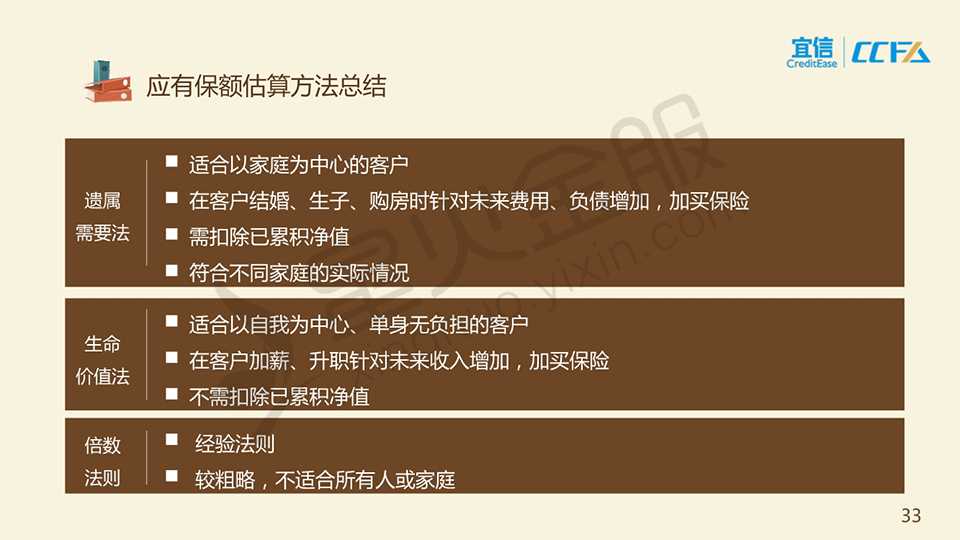 宜信
CreditEase
CCFA
应有保额估算方法总结
遗属
需要法
适合以家庭为中心的客户
在客户结婚、生子、购房时针对未来费用、负债增加，加买保险
需扣除已累积净值
符合不同家庭的实际情况
生命
价值法
适合以自我为中心、单身无负担的客户
在客户加薪、升职针对未来收入增加，加买保险
不需扣除已累积净值
倍数
法则
经验法则
较粗略，不适合所有人或家庭
星火金服
xinghuo.yixin.com
33